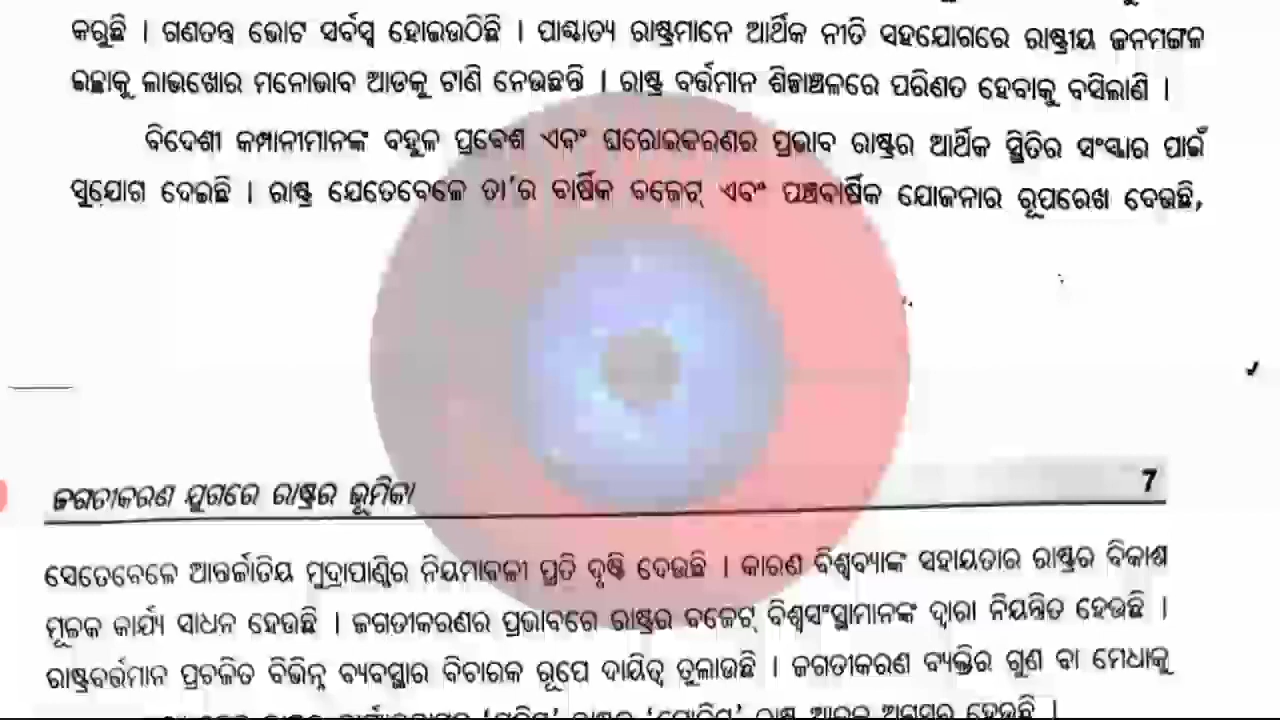 କରୁଛି । ଗଣତନ୍ତ୍ର ଭୋଟ ସର୍ବସ୍ୱ ହୋଇଉଠିଛି । ପାଶ୍ଚାତ୍ୟ ରାଷ୍ଟ୍ରମାନେ ଆର୍ଥିକ ନୀତି ସହଯୋଗରେ ରାଷ୍ଟ୍ରୀୟ ଜନମଙ୍ଗଳ
ଇଚ୍ଛାକୁ ଲାଭଖୋର ମନୋଭାବ ଆଡକୁ ଟାଣି ନେଉଛନ୍ତି । ରାଷ୍ଟ୍ର ବର୍ତ୍ତମାନ ଶିଳ୍ପାଞ୍ଚଳରେ ପରିଣତ ହେବାକୁ ବସିଲାଣି ।
ବିଦେଶୀ କମ୍ପାନୀମାନଙ୍କ ବହୁଳ ପ୍ରବେଶ ଏବଂ ଘରୋଇକରଣର ପ୍ରଭାବ ରାଷ୍ଟ୍ରର ଆର୍ଥିକ ସ୍ଥିତିର ସଂସ୍କାର ପାଇଁ
ସୁଯୋଗ ଦେଇଛି । ରାଷ୍ଟ୍ର ଯେତେବେଳେ ତା'ର ବାର୍ଷିକ ବଜେଟ୍ ଏବଂ ପଞ୍ଚବାର୍ଷିକ ଯୋଜନାର ରୂପରେଖ ଦେଉଛି,
ଜଗତୀକରଣ ଯୁଗରେ ରାଷ୍ଟ୍ରର ଭୂମିକା 7
ସେତେବେଳେ ଆନ୍ତର୍ଜାତିୟ ମୁଦ୍ରାପାଣ୍ଠିର ନିୟମାବଳୀ ପ୍ରତି ଦୃଷ୍ଟି ଦେଉଛି । କାରଣ ବିଶ୍ୱବ୍ୟାଙ୍କ ସହାୟତାର ରାଷ୍ଟ୍ରର ବିକାଶ
ମୂଳକ କାର୍ଯ୍ୟ ସାଧନ ହେଉଛି । ଜଗତୀକରଣର ପ୍ରଭାବରେ ରାଷ୍ଟ୍ରର ବଜେଟ୍ ବିଶ୍ୱସଂସ୍ଥାମାନଙ୍କ ଦ୍ୱାରା ନିୟନ୍ତ୍ରିତ ହେଉଛି ।
ରାଷ୍ଟ୍ରବର୍ତ୍ତମାନ ପ୍ରଚଳିତ ବିଭିନ୍ନ ବ୍ୟବସ୍ଥାର ବିଚାରକ ରୂପେ ଦାୟିତ୍ୱ ତୁଲାଉଛି । ଜଗତୀକରଣ ବ୍ୟକ୍ତିର ଗୁଣ ବା ମେଧାକୁ